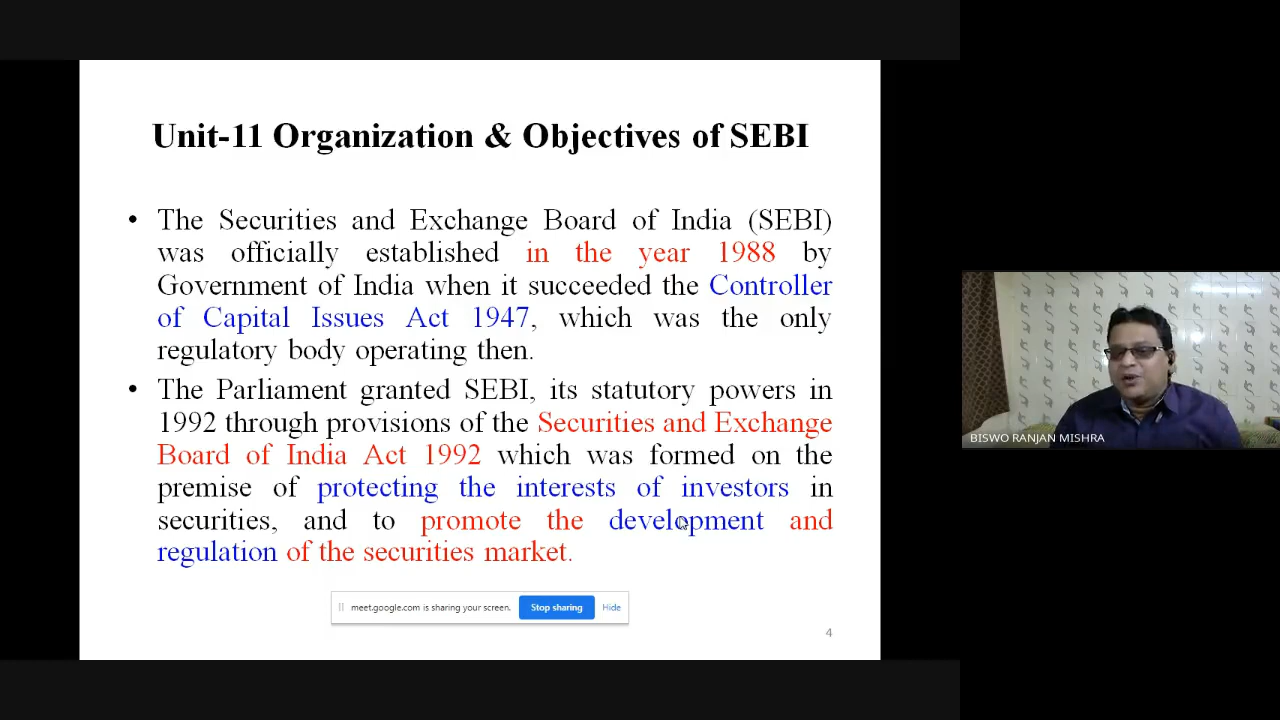 Unit-11 Organization & Objectives of SEBI
• The Securities and Exchange Board of India (SEBI)
was officially established in the year 1988 by
Government of India when it succeeded the Controller
of Capital Issues Act 1947, which was the only
regulatory body operating then.
• The Parliament granted SEBI, its statutory powers in
1992 through provisions of the Securities and Exchange
Board of India Act 1992 which was formed on the
premise of protecting the interests of investors in
securities, and to promote the development and
regulation of the securities market.
meet.google.com is sharing your screen. Stop sharing Hide
4
BISWO RANJAN MISHRA